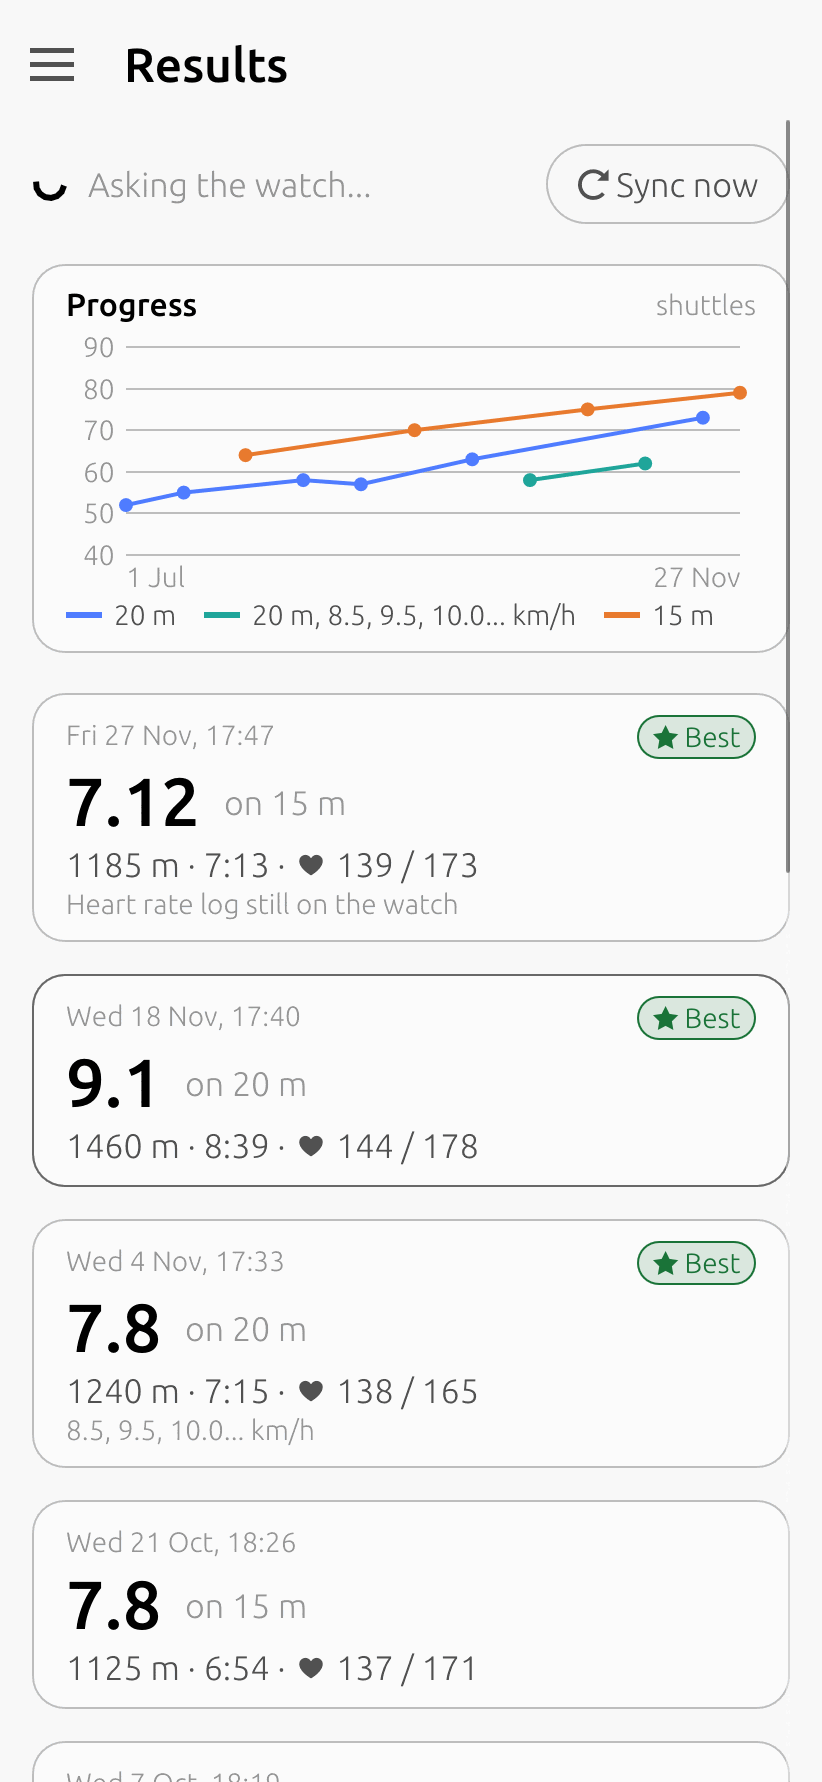 Results
Asking the watch...
Sync now
Progress
shuttles
90
80
70
60
50
40
1 Jul
27 Nov
20 m
20 m, 8.5, 9.5, 10.0... km/h
15 m
Fri 27 Nov, 17:47
Best
7.12 on 15 m
1185 m · 7:13 · ♥ 139 / 173
Heart rate log still on the watch
Wed 18 Nov, 17:40
Best
9.1 on 20 m
1460 m · 8:39 · ♥ 144 / 178
Wed 4 Nov, 17:33
Best
7.8 on 20 m
1240 m · 7:15 · ♥ 138 / 165
8.5, 9.5, 10.0... km/h
Wed 21 Oct, 18:26
7.8 on 15 m
1125 m · 6:54 · ♥ 137 / 171
Wed 7 Oct, 18:19